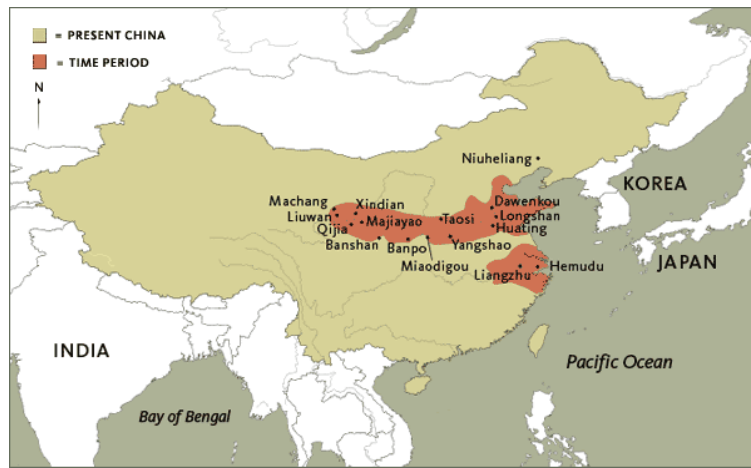 = PRESENT CHINA
= TIME PERIOD
N
Niuheliang
KOREA
Machang
Xindian
Dawenkou
Liuwan
Majiayao
Taosi
Longshan
Qijia
Huating
Banshan
Banpo
Yangshao
Miaodigou
JAPAN
Liangzhu
Hemudu
INDIA
Pacific Ocean
Bay of Bengal